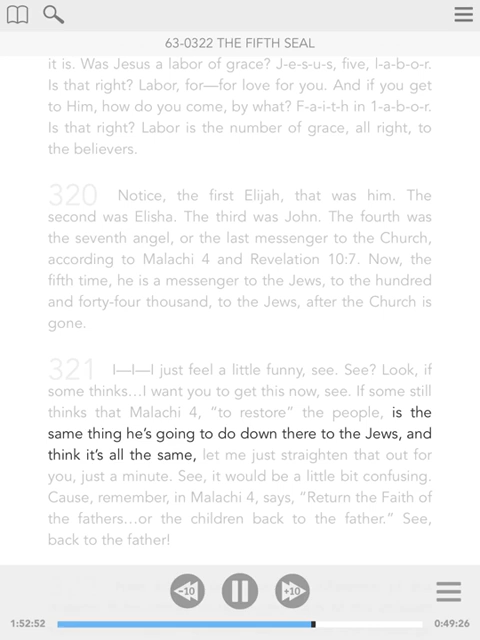 63-0322 THE FIFTH SEAL
it is. Was Jesus a labor of grace? J-e-s-u-s, five, l-a-b-o-r.
Is that right? Labor, for—for love for you. And if you get
to Him, how do you come, by what? F-a-i-t-h in 1-a-b-o-r.
Is that right? Labor is the number of grace, all right, to
the believers.
320 Notice, the first Elijah, that was him. The
second was Elisha. The third was John. The fourth was
the seventh angel, or the last messenger to the Church,
according to Malachi 4 and Revelation 10:7. Now, the
fifth time, he is a messenger to the Jews, to the hundred
and forty-four thousand, to the Jews, after the Church is
gone.
321 I—I—I just feel a little funny, see. See? Look, if
some thinks…I want you to get this now, see. If some still
thinks that Malachi 4, “to restore” the people, is the
same thing he’s going to do down there to the Jews, and
think it’s all the same, let me just straighten that out for
you, just a minute. See, it would be a little bit confusing.
Cause, remember, in Malachi 4, says, “Return the Faith of
the fathers…or the children back to the father.” See,
back to the father!
-10 +10
1:52:52 0:49:26